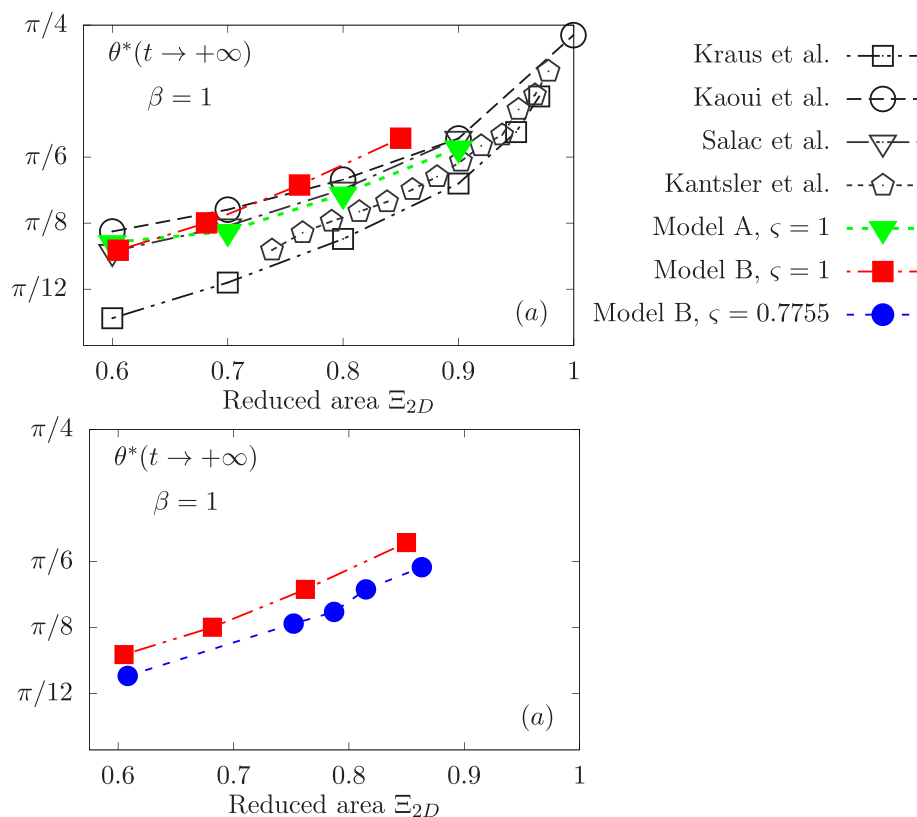 π/4
θ*(t → +∞)
β = 1
π/6
π/8
π/12
(a)
0.6 0.7 0.8 0.9 1
Reduced area Ξ2D
Kraus et al.
Kaoui et al.
Salac et al.
Kantsler et al.
Model A, ς = 1
Model B, ς = 1
Model B, ς = 0.7755
π/4
θ*(t → +∞)
β = 1
π/6
π/8
π/12
(a)
0.6 0.7 0.8 0.9 1
Reduced area Ξ2D